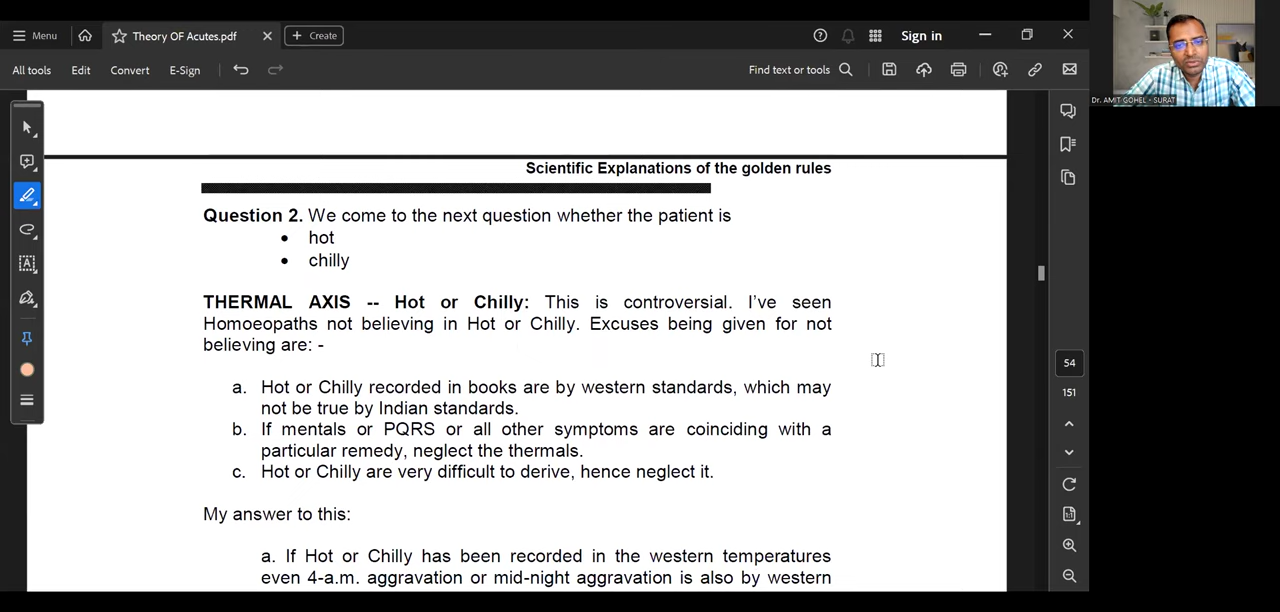 Menu
Theory OF Acutes.pdf
Create
Sign in
All tools
Edit
Convert
E-Sign
Find text or tools
Dr. AMIT GOHEL - SURAT
Scientific Explanations of the golden rules
Question 2. We come to the next question whether the patient is
• hot
• chilly
THERMAL AXIS -- Hot or Chilly: This is controversial. I've seen
Homoeopaths not believing in Hot or Chilly. Excuses being given for not
believing are: -
a. Hot or Chilly recorded in books are by western standards, which may
not be true by Indian standards.
b. If mentals or PQRS or all other symptoms are coinciding with a
particular remedy, neglect the thermals.
c. Hot or Chilly are very difficult to derive, hence neglect it.
My answer to this:
a. If Hot or Chilly has been recorded in the western temperatures
even 4-a.m. aggravation or mid-night aggravation is also by western
54
151